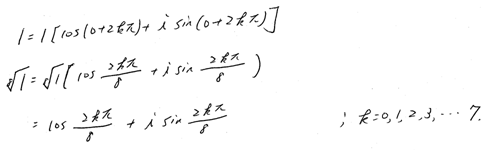 1 = 1 [cos(0+2kπ) + i sin(0+2kπ)]
⁸√1 = ⁸√1 (cos 2kπ/8 + i sin 2kπ/8)
= cos 2kπ/8 + i sin 2kπ/8 ; k=0,1,2,3,⋯ 7.